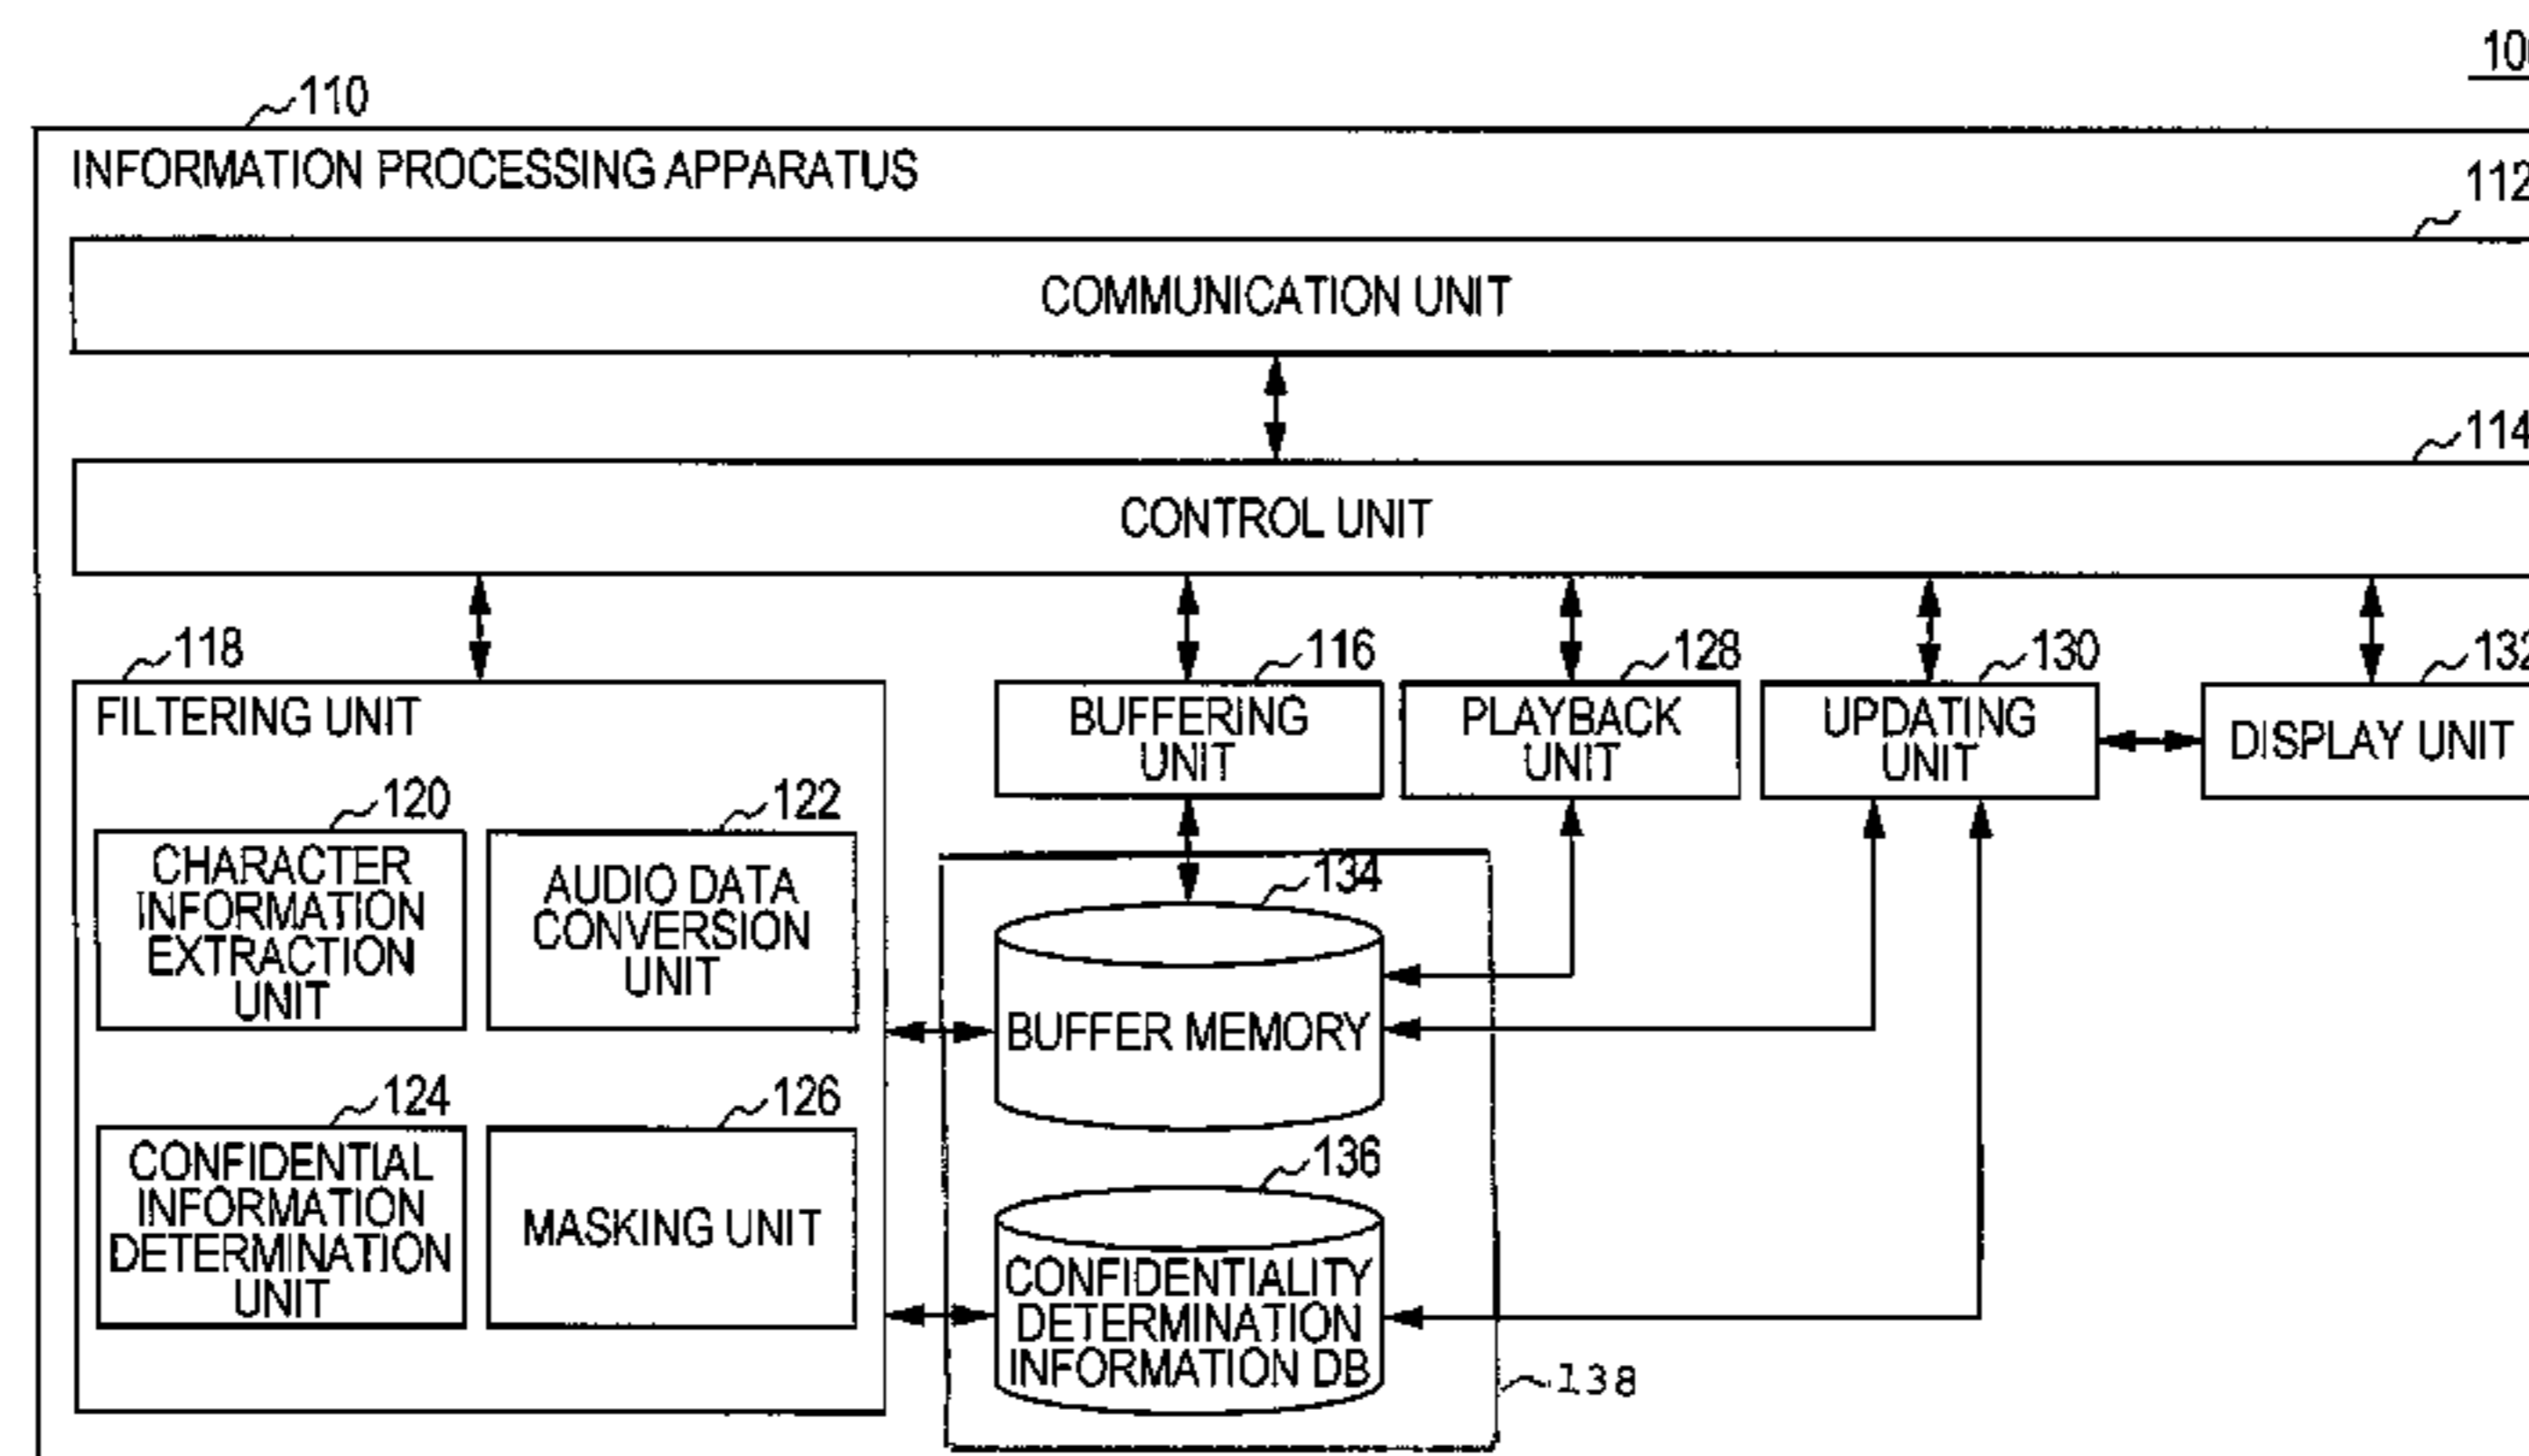 100
110
INFORMATION PROCESSING APPARATUS
112
COMMUNICATION UNIT
114
CONTROL UNIT
118
116
128
130
132
FILTERING UNIT
BUFFERING
UNIT
PLAYBACK
UNIT
UPDATING
UNIT
DISPLAY UNIT
120
122
CHARACTER
INFORMATION
EXTRACTION
UNIT
AUDIO DATA
CONVERSION
UNIT
134
BUFFER MEMORY
124
126
CONFIDENTIAL
INFORMATION
DETERMINATION
UNIT
MASKING UNIT
136
CONFIDENTIALITY
DETERMINATION
INFORMATION DB
138